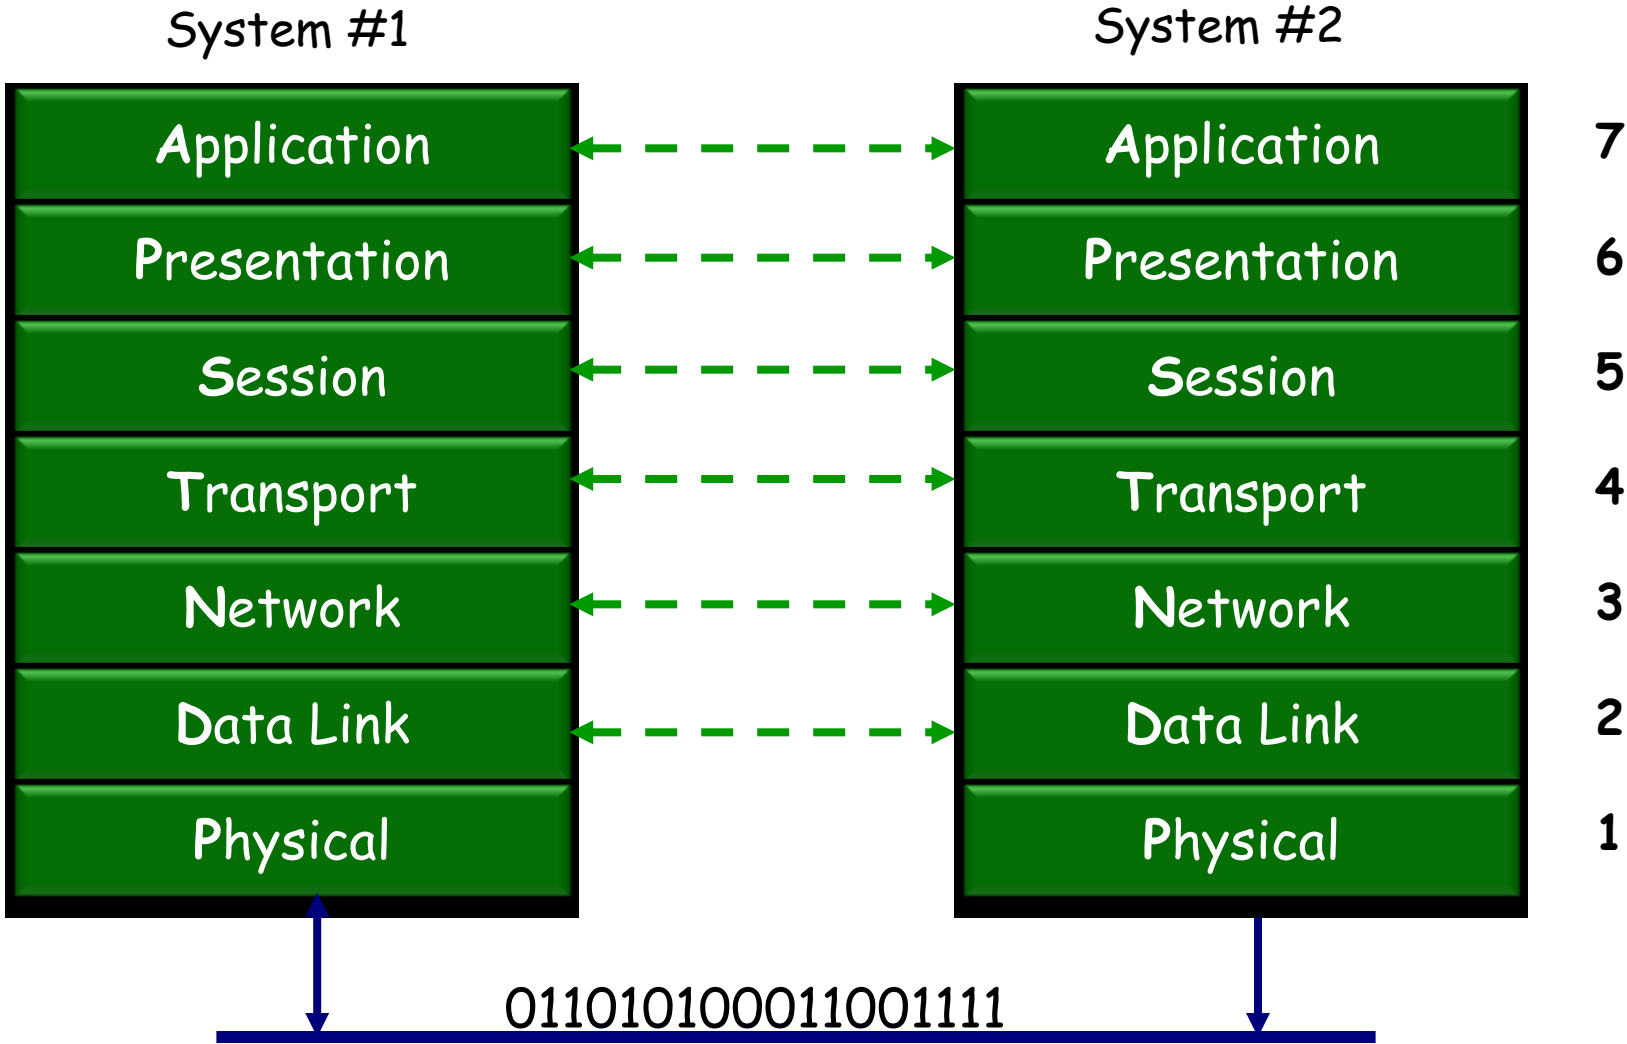 System #1 System #2
Application Application 7
Presentation Presentation 6
Session Session 5
Transport Transport 4
Network Network 3
Data Link Data Link 2
Physical Physical 1
011010100011001111